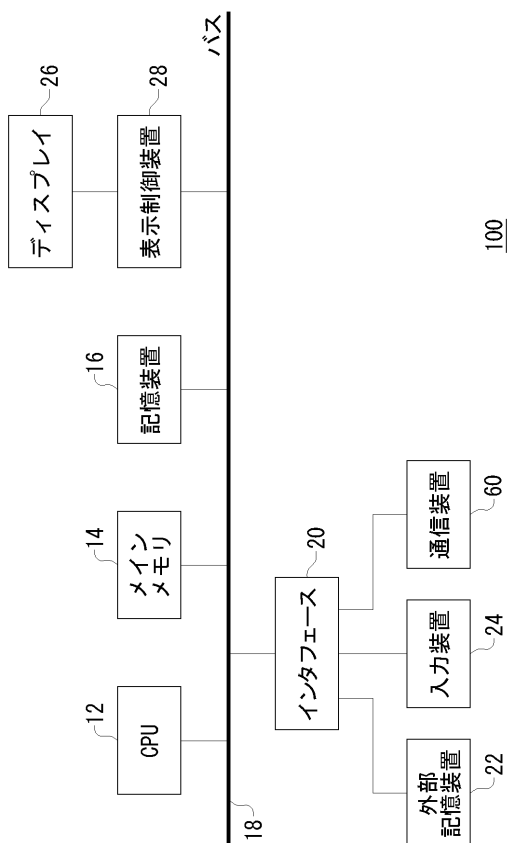 12
CPU
14
メイン
メモリ
16
記憶装置
26
ディスプレイ
28
表示制御装置
18
バス
20
インタフェース
22
外部
記憶装置
24
入力装置
60
通信装置
100